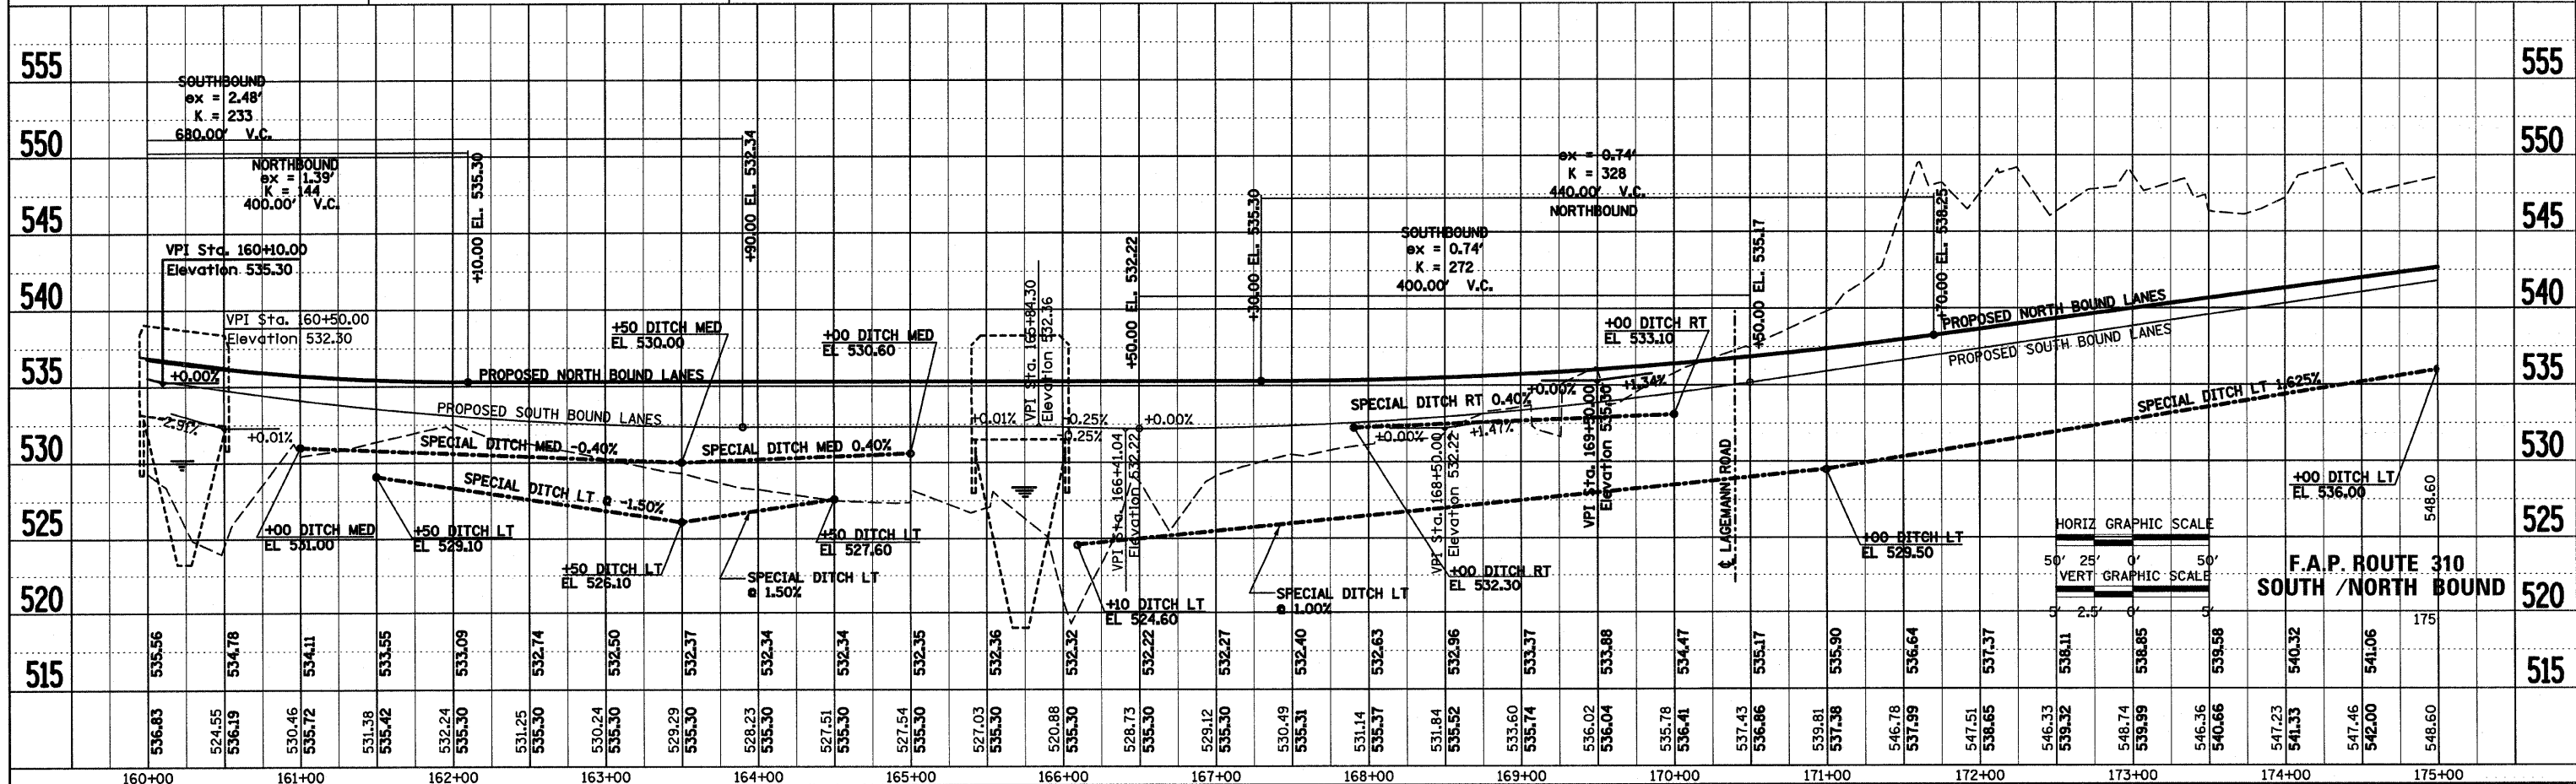 555
555
550
550
545
545
540
540
535
535
530
530
525
525
520
520
515
515
SOUTHBOUND
ex = 2.48'
K = 233
680.00' V.C.
NORTHBOUND
ex = 1.39'
K = 144
400.00' V.C.
VPI Sta. 160+10.00
Elevation 535.30
VPI Sta. 160+50.00
Elevation 532.30
+0.00%
-2.91%
+0.01%
+10.00 EL. 535.30
+90.00 EL. 532.34
PROPOSED NORTH BOUND LANES
PROPOSED SOUTH BOUND LANES
+50 DITCH MED
EL 530.00
+00 DITCH MED
EL 530.60
SPECIAL DITCH MED -0.40%
SPECIAL DITCH MED 0.40%
SPECIAL DITCH LT @ -1.50%
+00 DITCH MED
EL 531.00
+50 DITCH LT
EL 529.10
+50 DITCH LT
EL 526.10
SPECIAL DITCH LT
@ 1.50%
+50 DITCH LT
EL 527.60
+0.01%
VPI Sta. 165+84.30
Elevation 532.36
-0.25%
-0.25%
+0.00%
+50.00 EL. 532.22
VPI Sta. 166+41.04
Elevation 532.22
+10 DITCH LT
EL 524.60
SPECIAL DITCH LT
@ 1.00%
+30.00 EL. 535.30
ex = 0.74'
K = 328
440.00' V.C.
NORTHBOUND
SOUTHBOUND
ex = 0.74'
K = 272
400.00' V.C.
SPECIAL DITCH RT 0.40%
+0.00%
+1.47%
VPI Sta. 168+50.00
Elevation 532.22
+00 DITCH RT
EL 532.30
+0.00%
+1.34%
VPI Sta. 169+50.00
Elevation 535.30
+00 DITCH RT
EL 533.10
℄ LAGEMANN ROAD
+50.00 EL. 535.17
+70.00 EL. 538.25
PROPOSED NORTH BOUND LANES
PROPOSED SOUTH BOUND LANES
SPECIAL DITCH LT 1.625%
+00 DITCH LT
EL 529.50
+00 DITCH LT
EL 536.00
548.60
HORIZ GRAPHIC SCALE
50' 25' 0' 50'
VERT GRAPHIC SCALE
5' 2.5' 0' 5'
F.A.P. ROUTE 310
SOUTH /NORTH BOUND
175
535.56 534.78 534.11 533.55 533.09 532.74 532.50 532.37 532.34 532.34 532.35 532.36 532.32 532.22 532.27 532.40 532.63 532.96 533.37 533.88 534.47 535.17 535.90 536.64 537.37 538.11 538.85 539.58 540.32 541.06
536.83 524.55 536.19 530.46 535.72 531.38 535.42 532.24 535.30 531.25 535.30 530.24 535.30 529.29 535.30 528.23 535.30 527.51 535.30 527.54 535.30 527.03 535.30 520.88 535.30 528.73 535.30 529.12 535.30 530.49 535.31 531.14 535.37 531.84 535.52 533.60 535.74 536.02 536.04 535.78 536.41 537.43 536.86 539.81 537.38 546.78 537.99 547.51 538.65 546.33 539.32 548.74 539.99 546.36 540.66 547.23 541.33 547.46 542.00 548.60
160+00 161+00 162+00 163+00 164+00 165+00 166+00 167+00 168+00 169+00 170+00 171+00 172+00 173+00 174+00 175+00